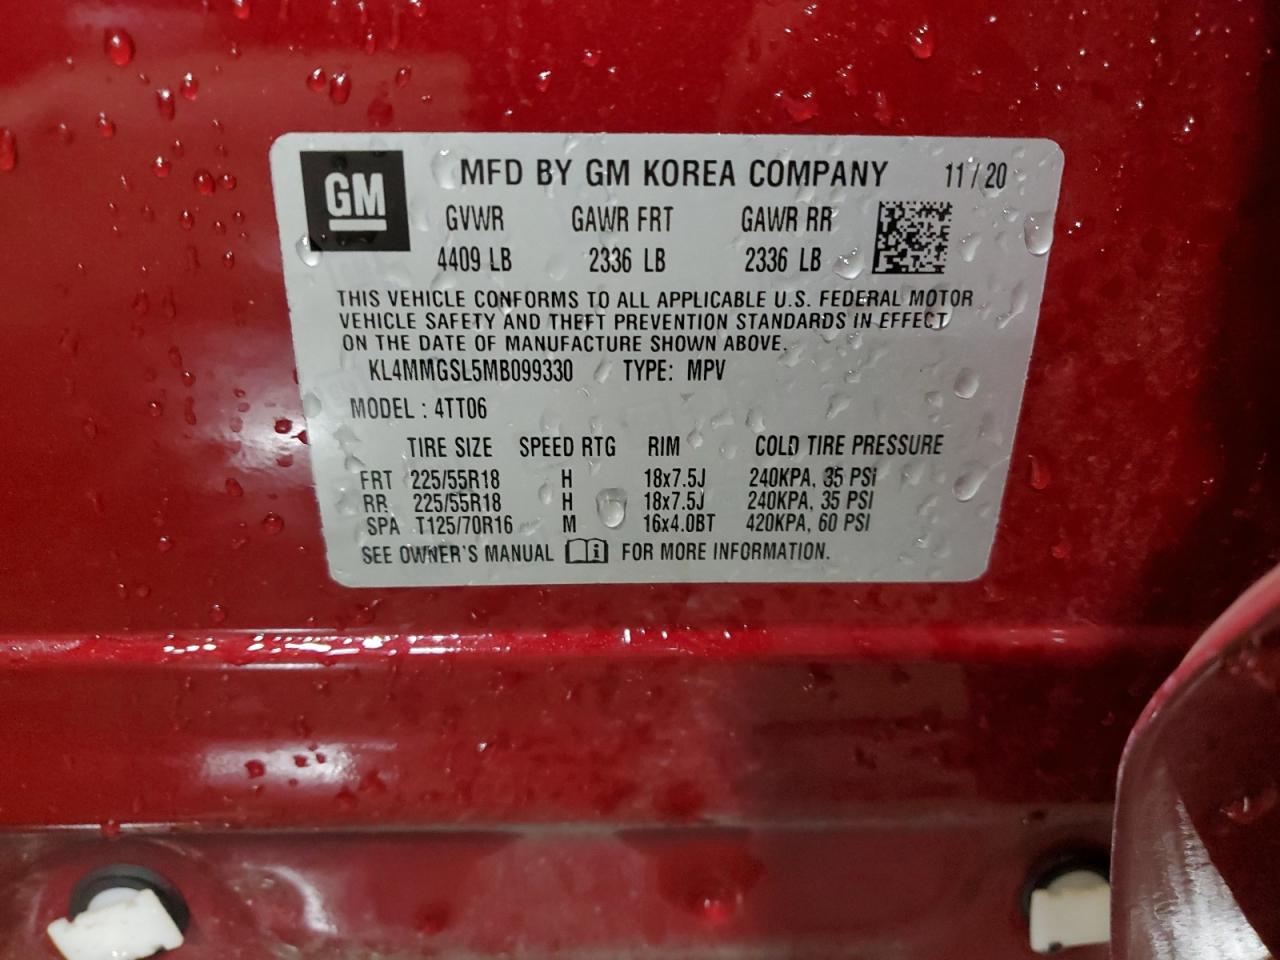 GM
MFD BY GM KOREA COMPANY 11 / 20
GVWR GAWR FRT GAWR RR
4409 LB 2336 LB 2336 LB
THIS VEHICLE CONFORMS TO ALL APPLICABLE U.S. FEDERAL MOTOR
VEHICLE SAFETY AND THEFT PREVENTION STANDARDS IN EFFECT
ON THE DATE OF MANUFACTURE SHOWN ABOVE.
KL4MMGSL5MB099330 TYPE: MPV
MODEL : 4TT06
TIRE SIZE SPEED RTG RIM COLD TIRE PRESSURE
FRT 225/55R18 H 18x7.5J 240KPA, 35 PSI
RR 225/55R18 H 18x7.5J 240KPA, 35 PSI
SPA T125/70R16 M 16x4.0BT 420KPA, 60 PSI
SEE OWNER'S MANUAL i FOR MORE INFORMATION.